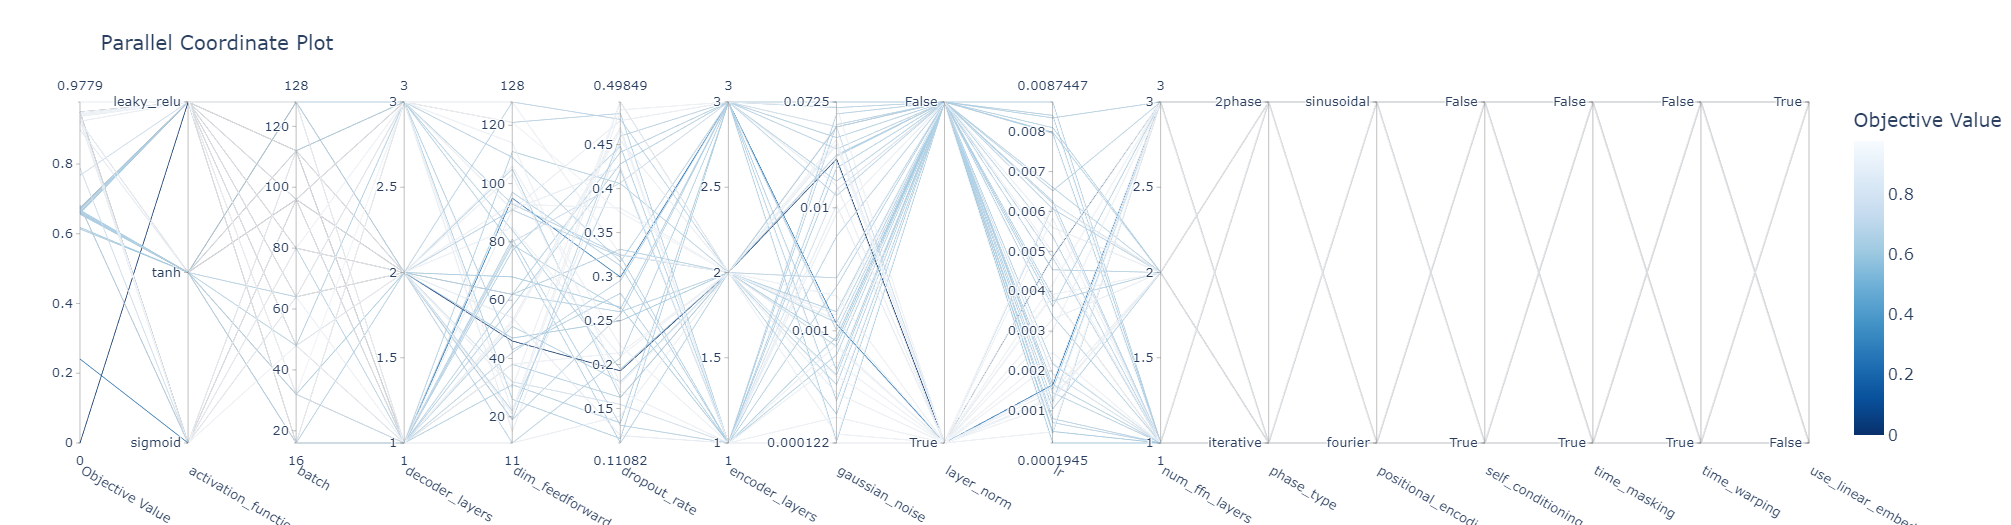 Parallel Coordinate Plot
0.9779 128 3 128 0.49849 3 0.0087447 3
leaky_relu 3 3 0.0725 False 3 2phase sinusoidal False False False True
Objective Value
120 120 0.008
0.8 0.45 0.007 0.8
100 2.5 100 0.4 2.5 0.01 2.5
0.6 0.35 0.006 0.6
80 80 0.005
tanh 2 0.3 2 2
0.4 60 60 0.25 0.001 0.004 0.4
0.003
1.5 40 0.2 1.5 1.5
0.2 40 0.002 0.2
0.15 0.001
20 20
0 sigmoid 1 1 0.000122 True 1 iterative fourier True True True False 0
0 16 1 11 0.11082 1 0.0001945 1
Objective Value
batch
decoder_layers
dim_feedforward
dropout_rate
encoder_layers
gaussian_noise
layer_norm
lr
num_ffn_layers
phase_type
self_conditioning
time_masking
time_warping